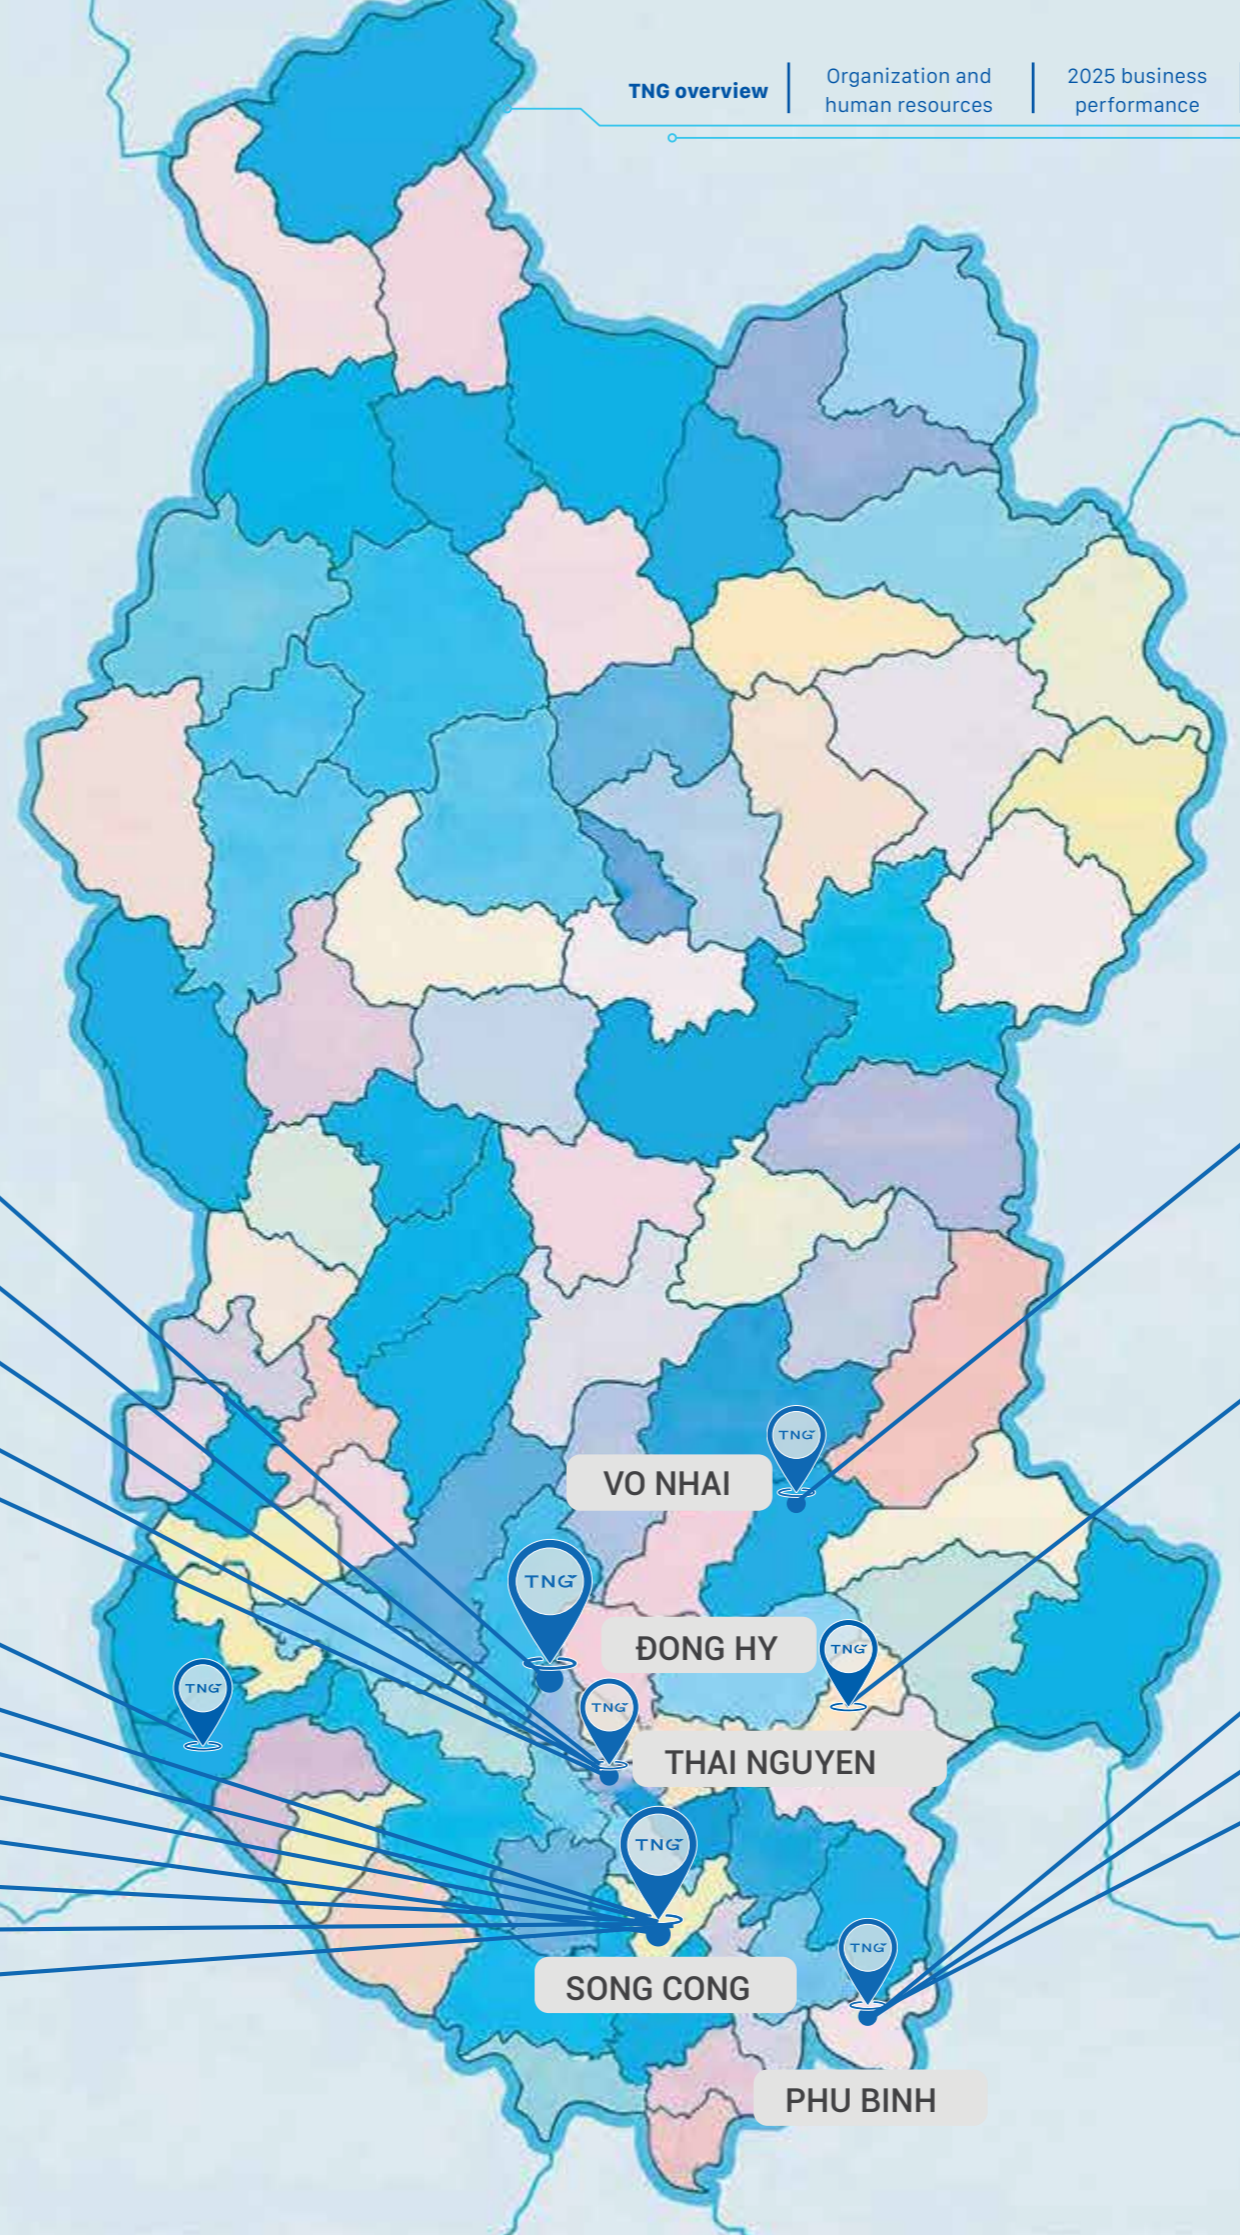 TNG overview
Organization and
human resources
2025 business
performance
TNG
VO NHAI
TNG
ĐONG HY
TNG
TNG
TNG
THAI NGUYEN
TNG
SONG CONG
TNG
PHU BINH